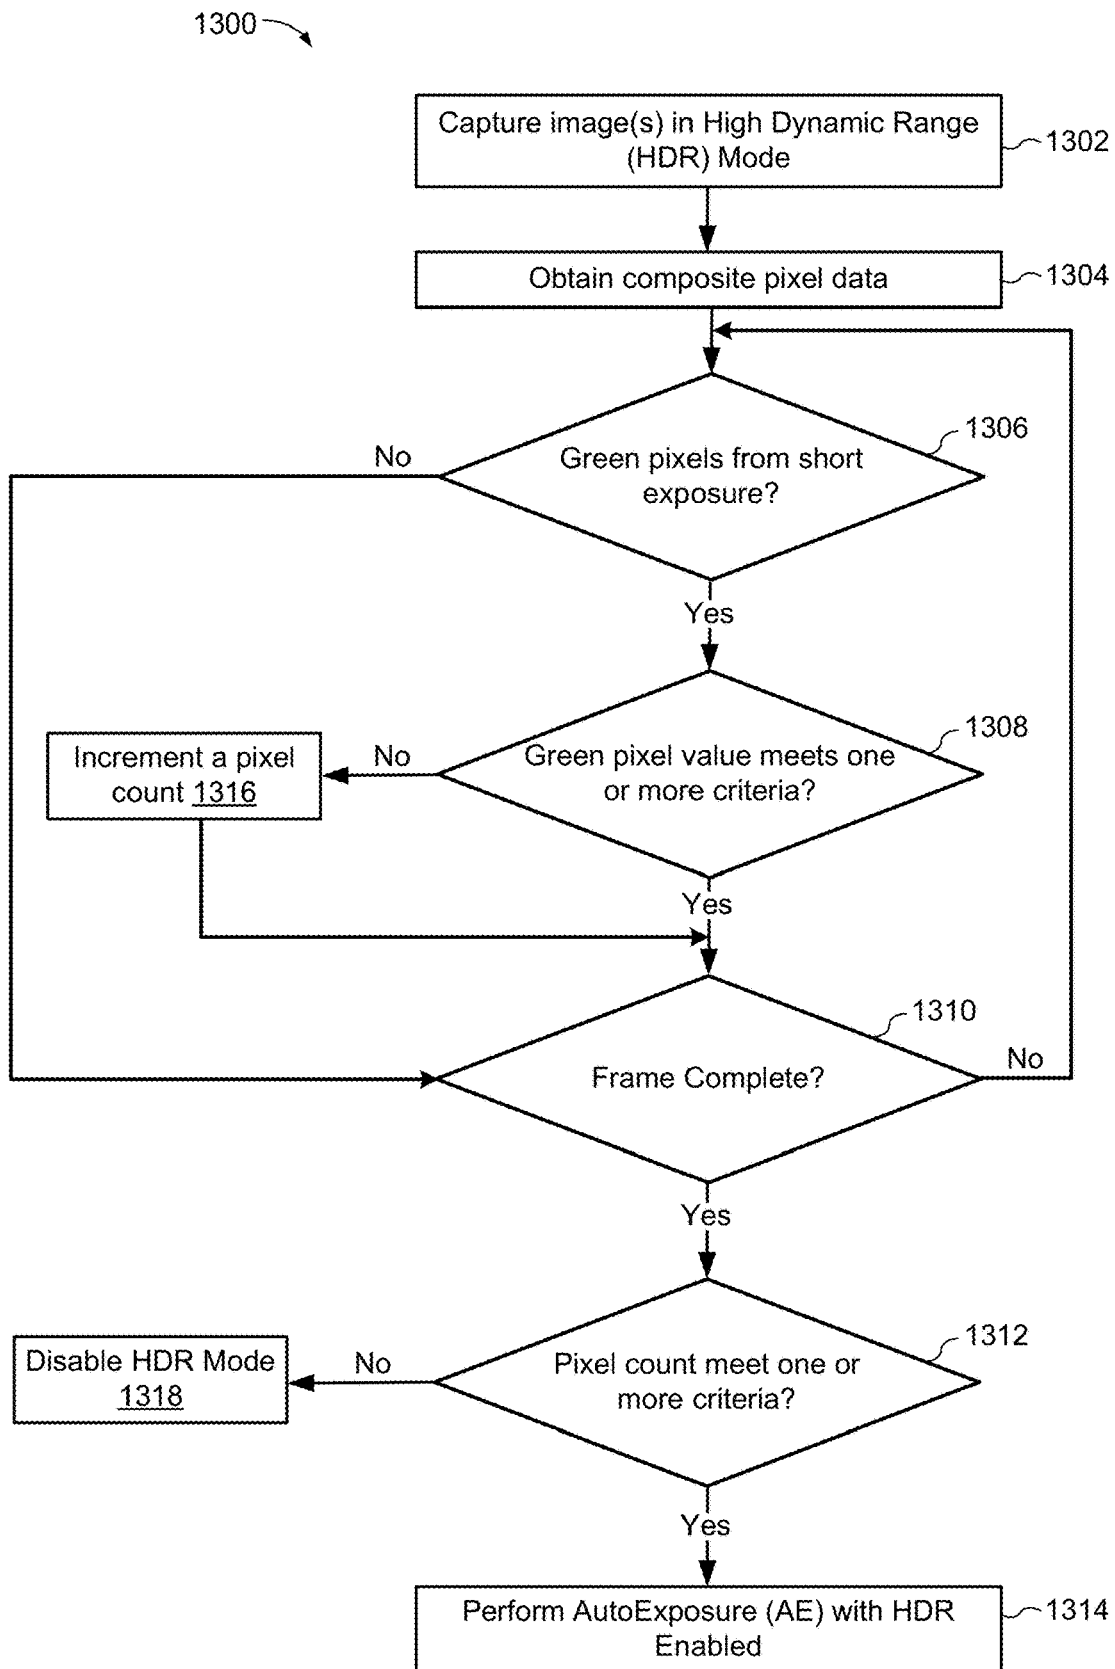 1300
Capture image(s) in High Dynamic Range
(HDR) Mode
1302
Obtain composite pixel data
1304
1306
No
Green pixels from short
exposure?
Yes
1308
Increment a pixel
count 1316
No
Green pixel value meets one
or more criteria?
Yes
1310
Frame Complete?
No
Yes
1312
Disable HDR Mode
1318
No
Pixel count meet one or
more criteria?
Yes
Perform AutoExposure (AE) with HDR
Enabled
1314